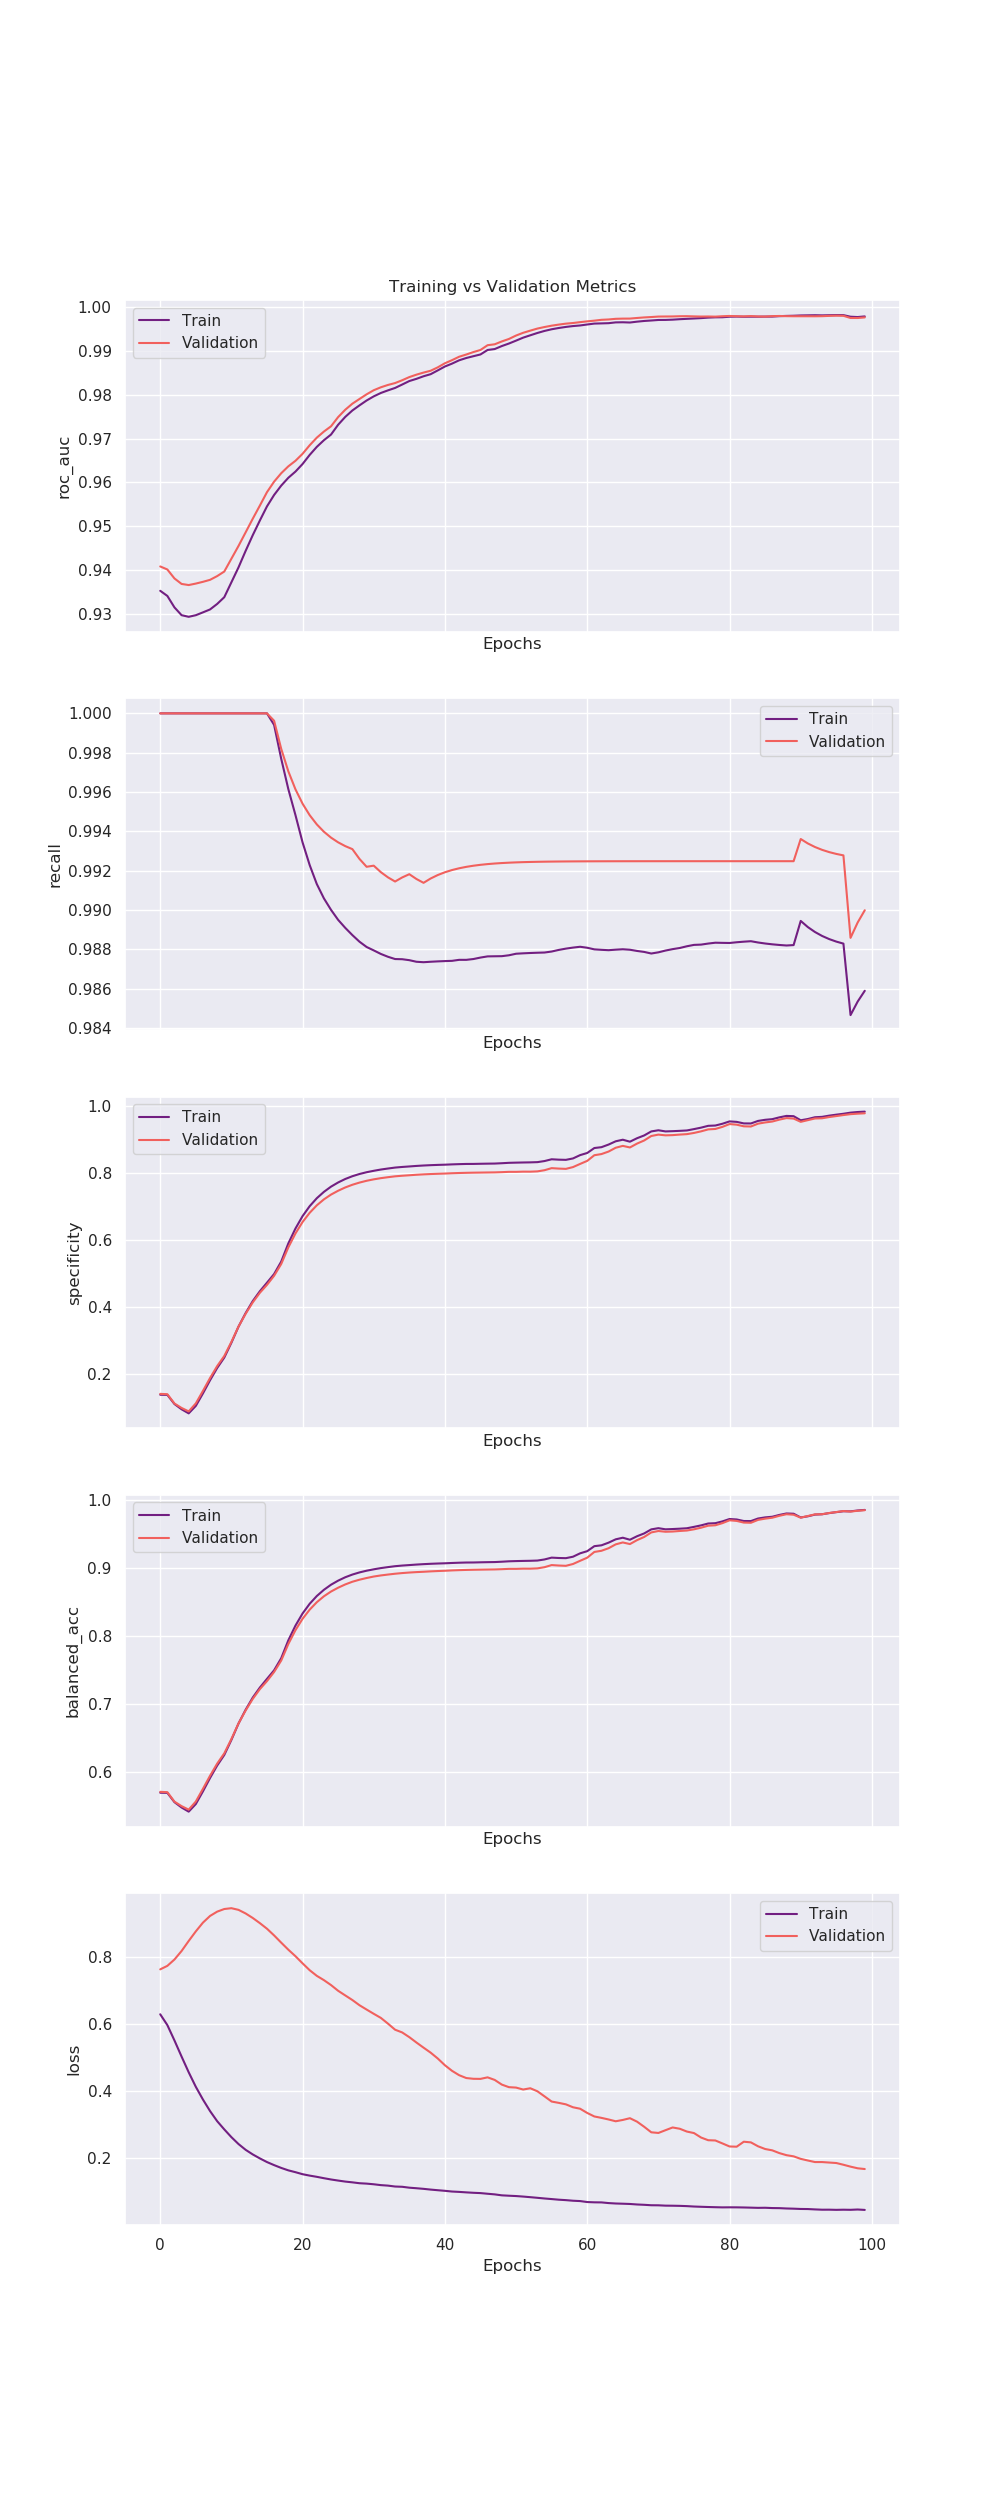 Training vs Validation Metrics
1.00
0.99
0.98
0.97
0.96
0.95
0.94
0.93
roc_auc
Train
Validation
Epochs
1.000
0.998
0.996
0.994
0.992
0.990
0.988
0.986
0.984
recall
Train
Validation
Epochs
1.0
0.8
0.6
0.4
0.2
specificity
Train
Validation
Epochs
1.0
0.9
0.8
0.7
0.6
balanced_acc
Train
Validation
Epochs
0.8
0.6
0.4
0.2
loss
Train
Validation
0 20 40 60 80 100
Epochs